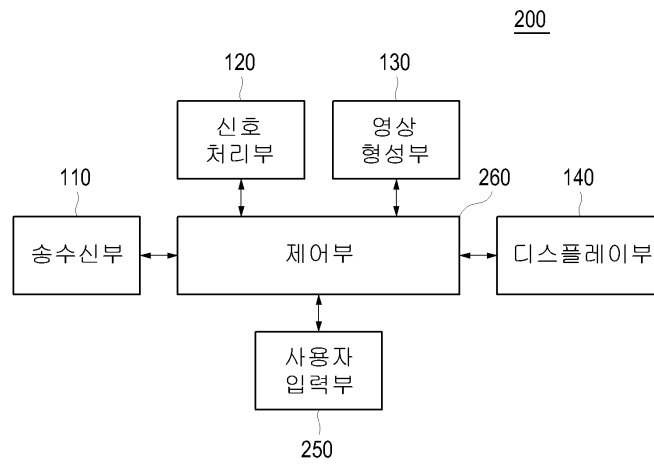 200
120
130
신호
처리부
영상
형성부
110
260
140
송수신부
제어부
디스플레이부
사용자
입력부
250